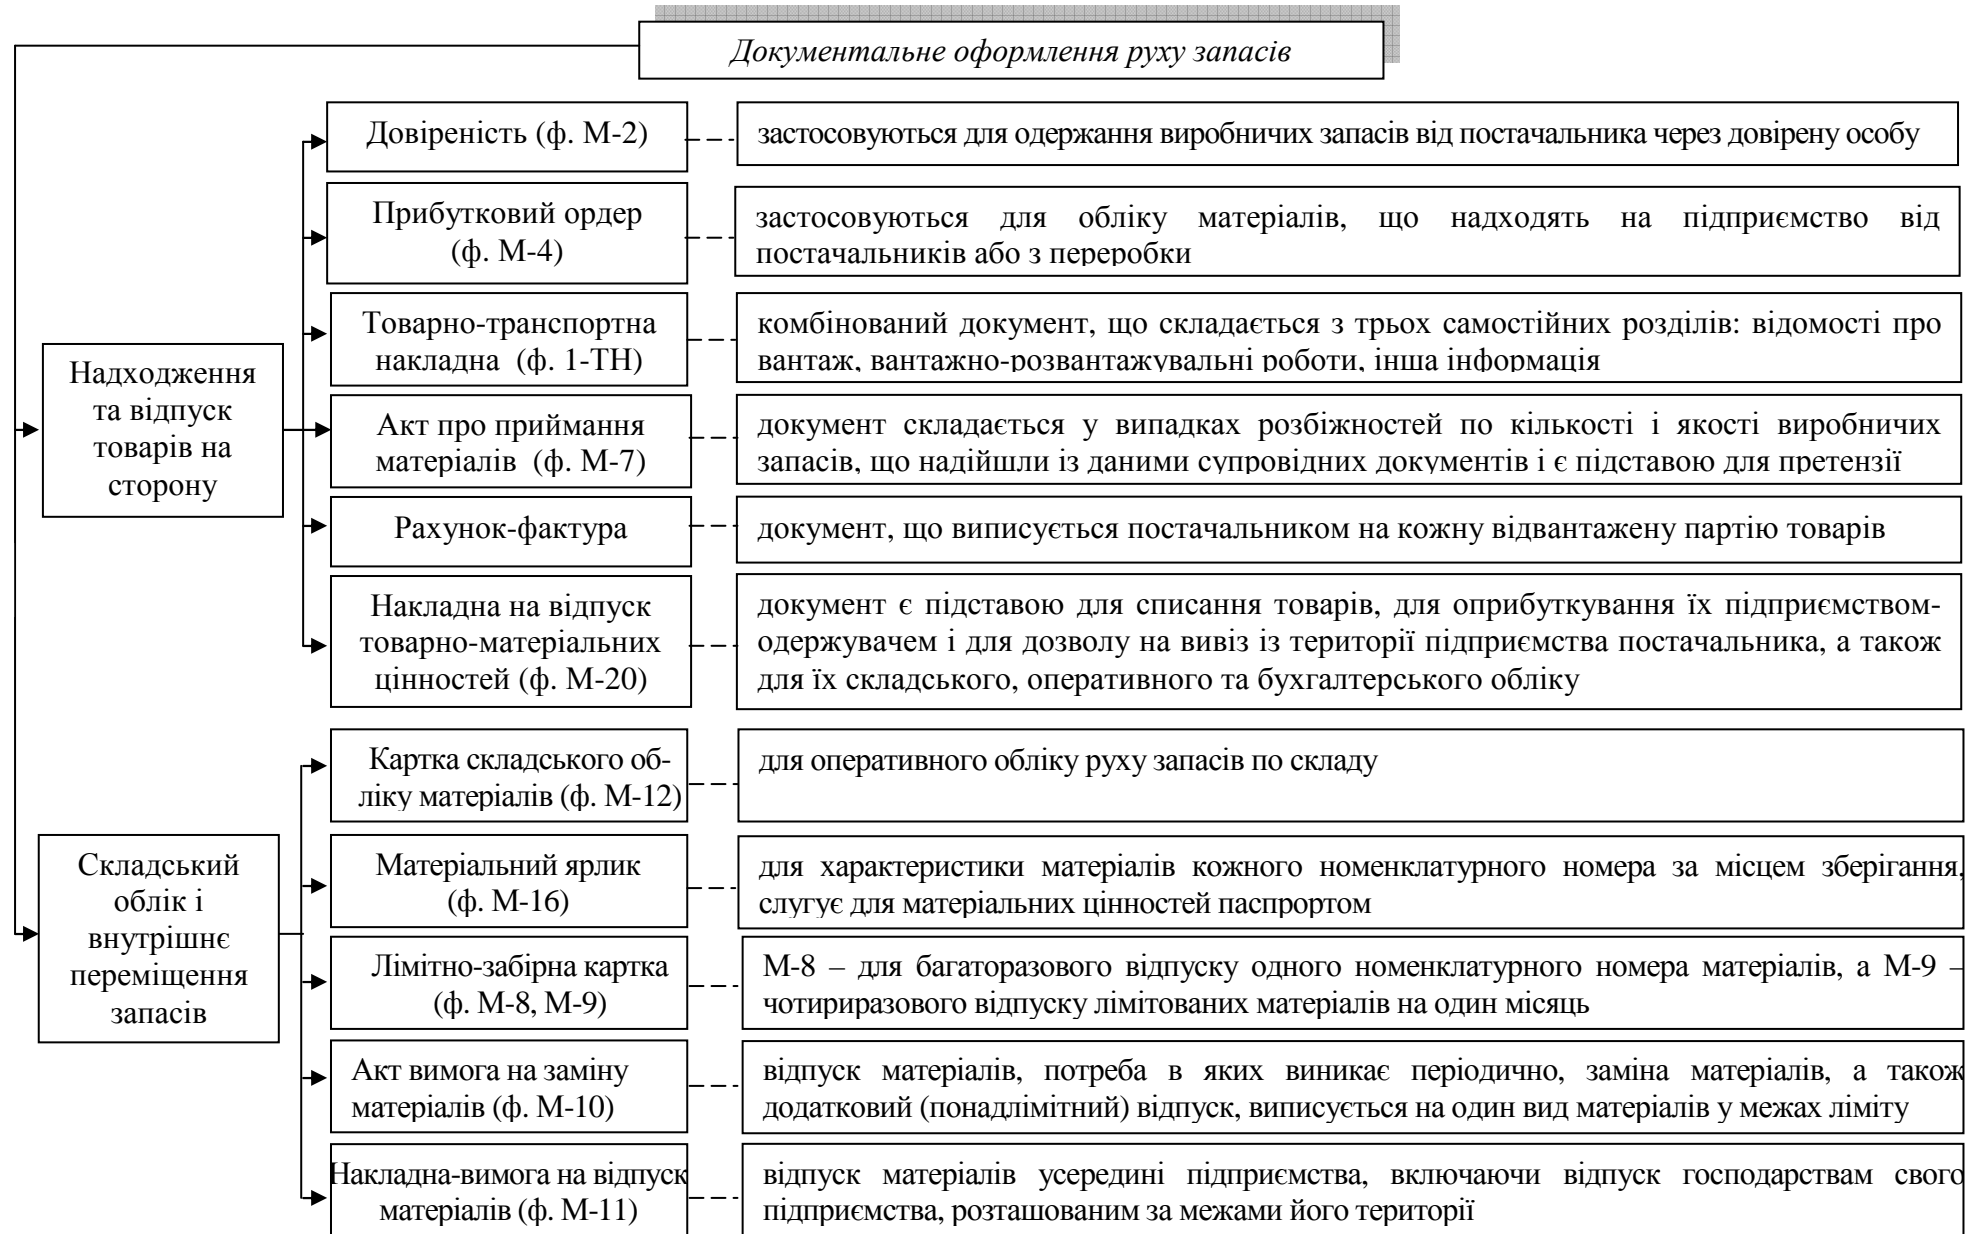 Документальне оформлення руху запасів
Надходження
та відпуск
товарів на
сторону
Довіреність (ф. М-2)
застосовуються для одержання виробничих запасів від постачальника через довірену особу
Прибутковий ордер
(ф. М-4)
застосовуються для обліку матеріалів, що надходять на підприємство від
постачальників або з переробки
Товарно-транспортна
накладна (ф. 1-ТН)
комбінований документ, що складається з трьох самостійних розділів: відомості про
вантаж, вантажно-розвантажувальні роботи, інша інформація
Акт про приймання
матеріалів (ф. М-7)
документ складається у випадках розбіжностей по кількості і якості виробничих
запасів, що надійшли із даними супровідних документів і є підставою для претензії
Рахунок-фактура
документ, що виписується постачальником на кожну відвантажену партію товарів
Накладна на відпуск
товарно-матеріальних
цінностей (ф. М-20)
документ є підставою для списання товарів, для оприбуткування їх підприємством-
одержувачем і для дозволу на вивіз із території підприємства постачальника, а також
для їх складського, оперативного та бухгалтерського обліку
Складський
облік і
внутрішнє
переміщення
запасів
Картка складського об-
ліку матеріалів (ф. М-12)
для оперативного обліку руху запасів по складу
Матеріальний ярлик
(ф. М-16)
для характеристики матеріалів кожного номенклатурного номера за місцем зберігання,
слугує для матеріальних цінностей паспрортом
Лімітно-забірна картка
(ф. М-8, М-9)
М-8 – для багаторазового відпуску одного номенклатурного номера матеріалів, а М-9 –
чотириразового відпуску лімітованих матеріалів на один місяць
Акт вимога на заміну
матеріалів (ф. М-10)
відпуск матеріалів, потреба в яких виникає періодично, заміна матеріалів, а також
додатковий (понадлімітний) відпуск, виписується на один вид матеріалів у межах ліміту
Накладна-вимога на відпуск
матеріалів (ф. М-11)
відпуск матеріалів усередині підприємства, включаючи відпуск господарствам свого
підприємства, розташованим за межами його території